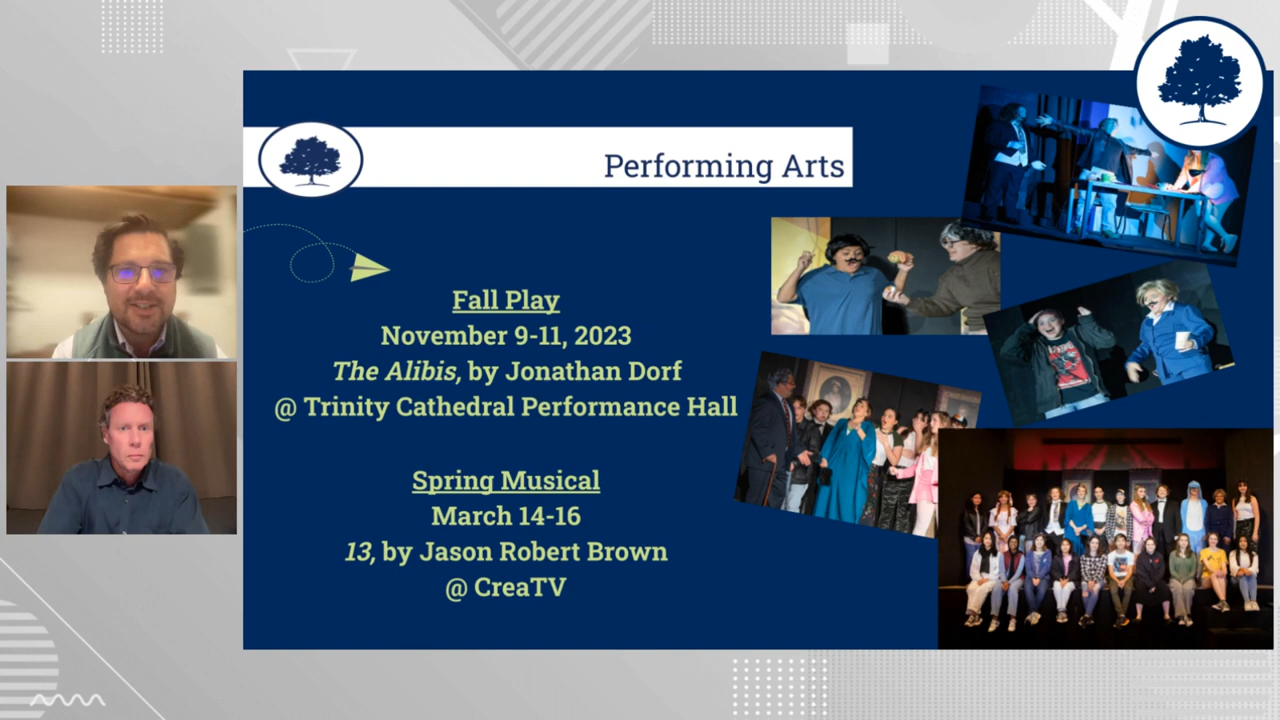 Performing Arts
Fall Play
November 9-11, 2023
The Alibis, by Jonathan Dorf
@ Trinity Cathedral Performance Hall
Spring Musical
March 14-16
13, by Jason Robert Brown
@ CreaTV